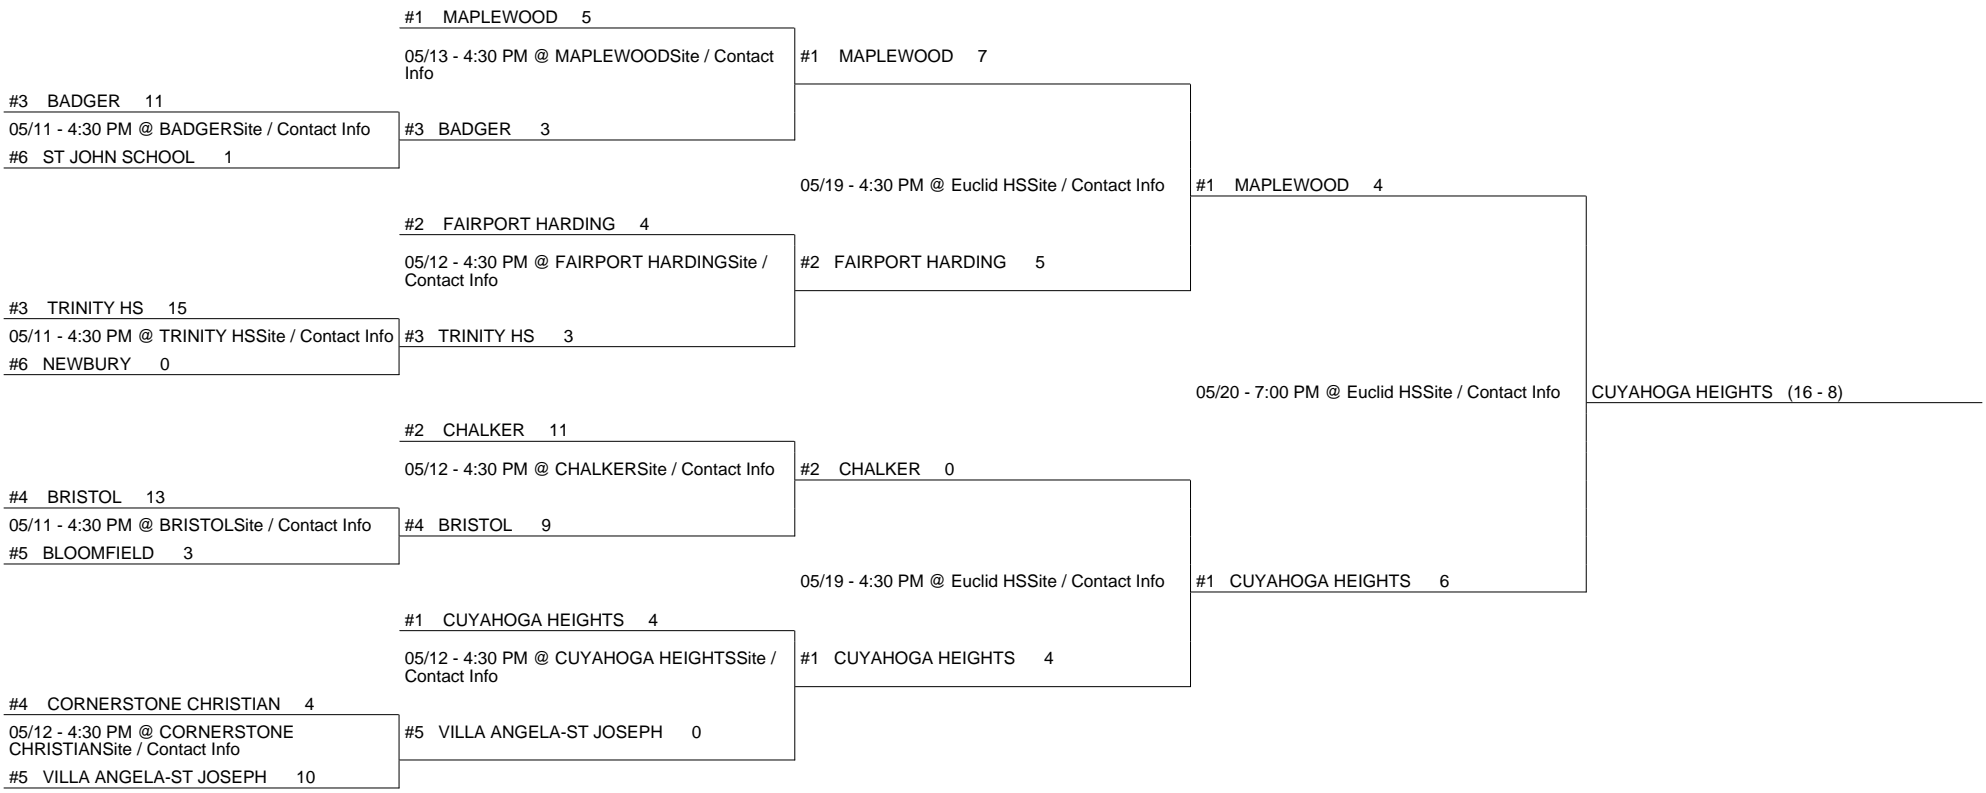 #1 MAPLEWOOD 5
05/13 - 4:30 PM @ MAPLEWOODSite / Contact
Info
#1 MAPLEWOOD 7
#3 BADGER 11
05/11 - 4:30 PM @ BADGERSite / Contact Info
#3 BADGER 3
#6 ST JOHN SCHOOL 1
05/19 - 4:30 PM @ Euclid HSSite / Contact Info
#1 MAPLEWOOD 4
#2 FAIRPORT HARDING 4
05/12 - 4:30 PM @ FAIRPORT HARDINGSite /
Contact Info
#2 FAIRPORT HARDING 5
#3 TRINITY HS 15
05/11 - 4:30 PM @ TRINITY HSSite / Contact Info
#3 TRINITY HS 3
#6 NEWBURY 0
05/20 - 7:00 PM @ Euclid HSSite / Contact Info
CUYAHOGA HEIGHTS (16 - 8)
#2 CHALKER 11
05/12 - 4:30 PM @ CHALKERSite / Contact Info
#2 CHALKER 0
#4 BRISTOL 13
05/11 - 4:30 PM @ BRISTOLSite / Contact Info
#4 BRISTOL 9
#5 BLOOMFIELD 3
05/19 - 4:30 PM @ Euclid HSSite / Contact Info
#1 CUYAHOGA HEIGHTS 6
#1 CUYAHOGA HEIGHTS 4
05/12 - 4:30 PM @ CUYAHOGA HEIGHTSSite /
Contact Info
#1 CUYAHOGA HEIGHTS 4
#4 CORNERSTONE CHRISTIAN 4
05/12 - 4:30 PM @ CORNERSTONE
CHRISTIANSite / Contact Info
#5 VILLA ANGELA-ST JOSEPH 0
#5 VILLA ANGELA-ST JOSEPH 10